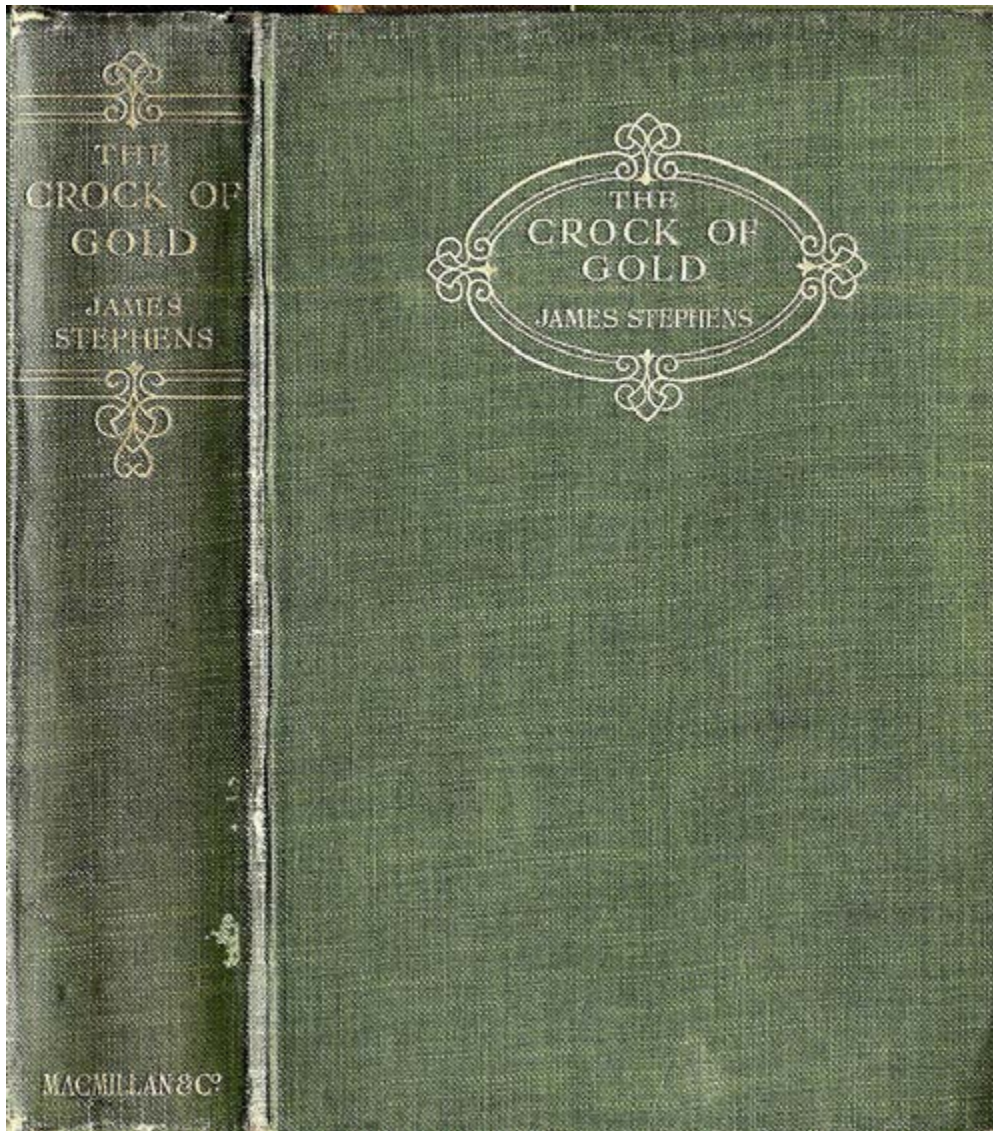 THE
CROCK OF
GOLD
JAMES
STEPHENS
MACMILLAN & Cº
THE
CROCK OF
GOLD
JAMES STEPHENS